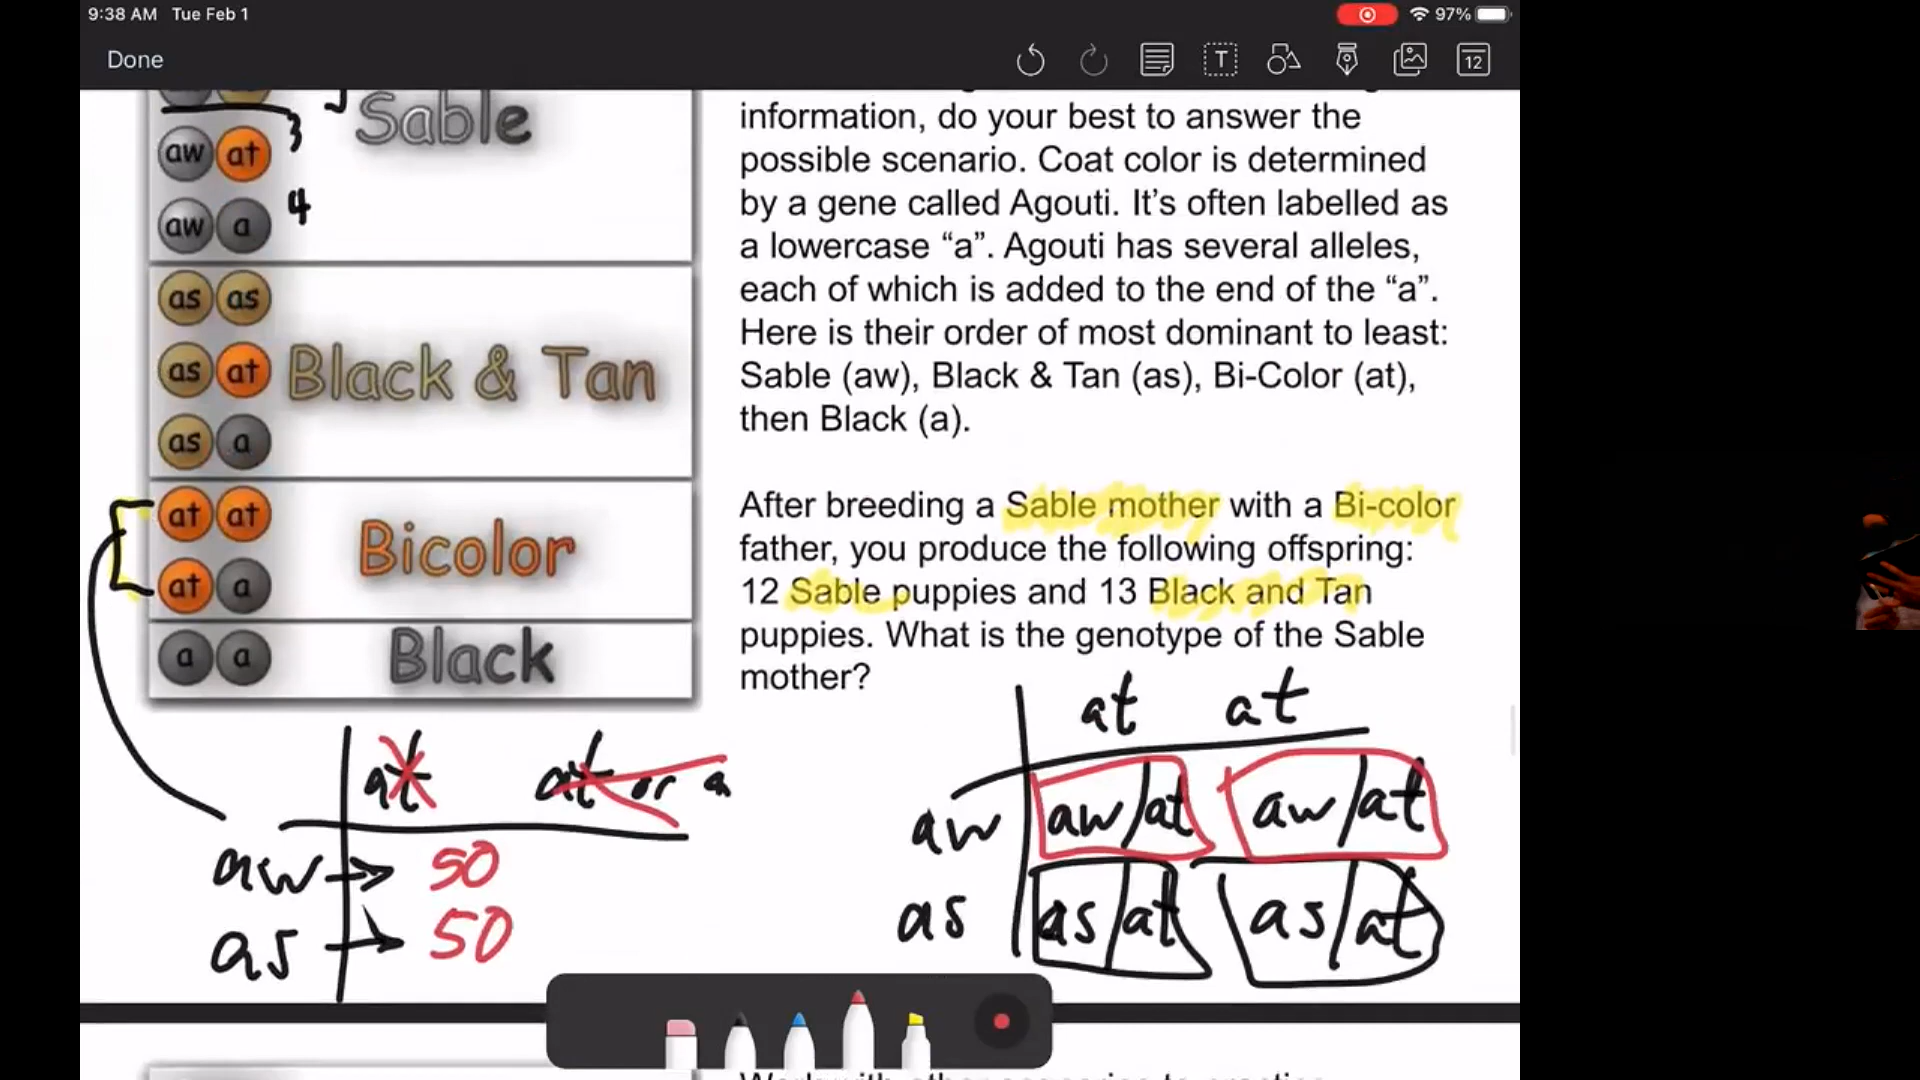 9:38 AM Tue Feb 1
97%
Done
T
12
Sable
3
aw at
aw a
4
as as
as at
Black & Tan
as a
at at
Bicolor
at a
a a
Black
information, do your best to answer the
possible scenario. Coat color is determined
by a gene called Agouti. It’s often labelled as
a lowercase “a”. Agouti has several alleles,
each of which is added to the end of the “a”.
Here is their order of most dominant to least:
Sable (aw), Black & Tan (as), Bi-Color (at),
then Black (a).
After breeding a Sable mother with a Bi-color
father, you produce the following offspring:
12 Sable puppies and 13 Black and Tan
puppies. What is the genotype of the Sable
mother?
at at or a
aw 50
as 50
at at
aw aw/at aw/at
as as/at as/at